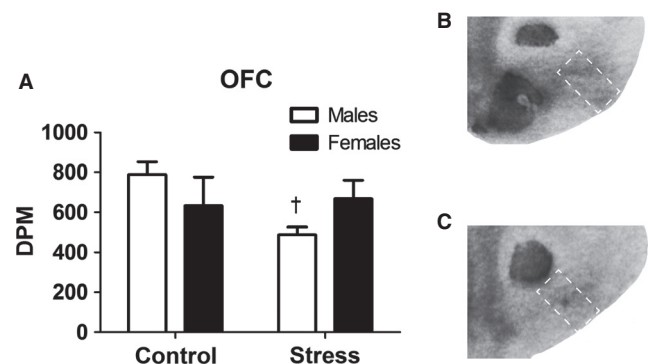 A
OFC
Males
Females
1000
800
600
400
200
0
DPM
†
Control
Stress
B
C